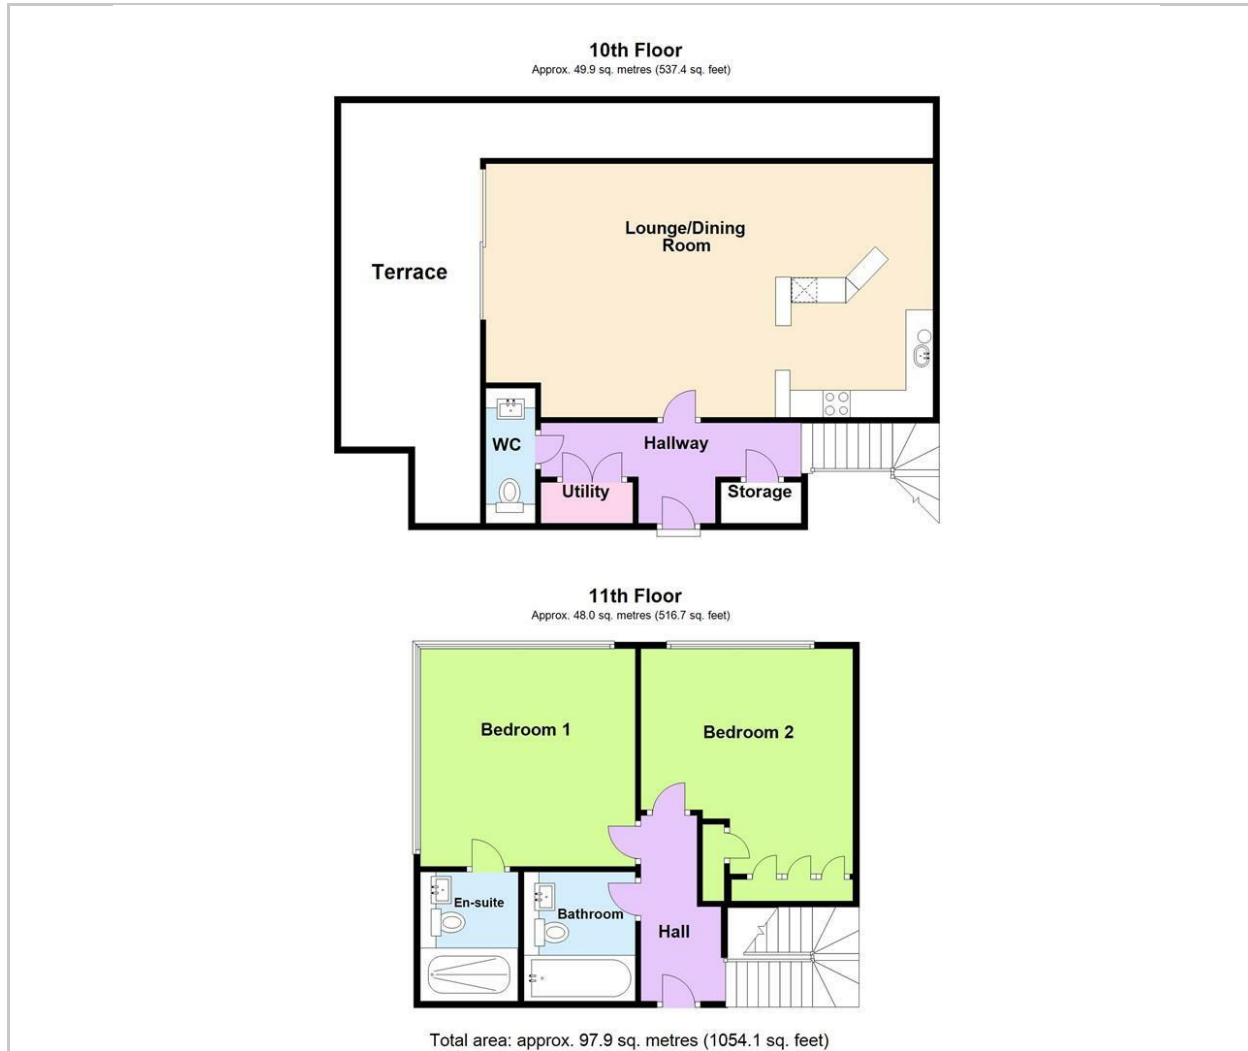 10th Floor
Approx. 49.9 sq. metres (537.4 sq. feet)
Lounge/Dining
Room
Terrace
WC
Hallway
Utility
Storage
11th Floor
Approx. 48.0 sq. metres (516.7 sq. feet)
Bedroom 1
Bedroom 2
En-suite
Bathroom
Hall
Total area: approx. 97.9 sq. metres (1054.1 sq. feet)